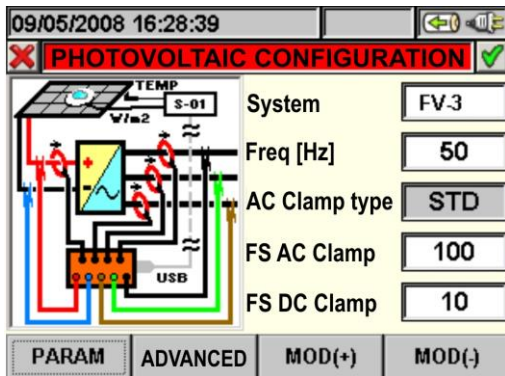 09/05/2008 16:28:39
PHOTOVOLTAIC CONFIGURATION
TEMP
S-01
W/m2
USB
System FV-3
Freq [Hz] 50
AC Clamp type STD
FS AC Clamp 100
FS DC Clamp 10
PARAM ADVANCED MOD(+) MOD(-)